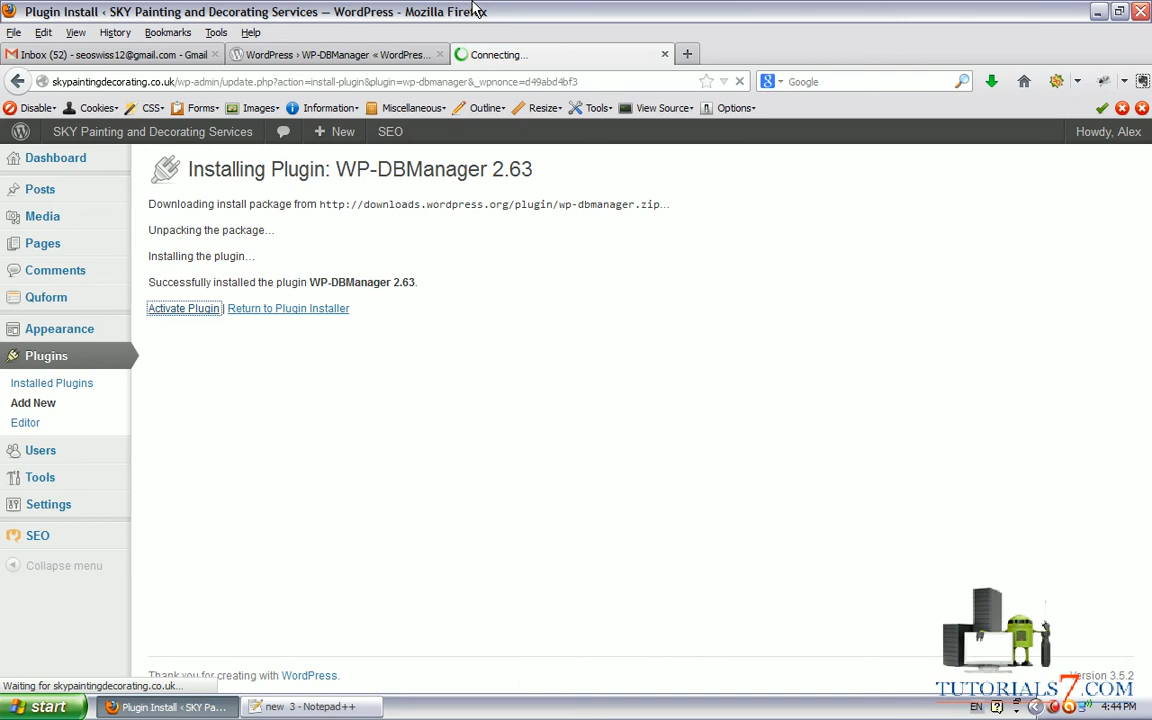 Plugin Install ‹ SKY Painting and Decorating Services — WordPress - Mozilla Firefox
File Edit View History Bookmarks Tools Help
Inbox (52) - seoswiss12@gmail.com - Gmail
WordPress › WP-DBManager « WordPres...
Connecting...
skypaintingdecorating.co.uk/wp-admin/update.php?action=install-plugin&plugin=wp-dbmanager&_wpnonce=d49abd4bf3
Google
Disable Cookies CSS Forms Images Information Miscellaneous Outline Resize Tools View Source Options
SKY Painting and Decorating Services + New SEO Howdy, Alex
Dashboard
Posts
Media
Pages
Comments
Quform
Appearance
Plugins
Installed Plugins
Add New
Editor
Users
Tools
Settings
SEO
Collapse menu
Installing Plugin: WP-DBManager 2.63
Downloading install package from http://downloads.wordpress.org/plugin/wp-dbmanager.zip…
Unpacking the package…
Installing the plugin…
Successfully installed the plugin WP-DBManager 2.63.
Activate Plugin | Return to Plugin Installer
Thank you for creating with WordPress.
Version 3.5.2
Waiting for skypaintingdecorating.co.uk...
TUTORIALS7.COM
start
Plugin Install ‹ SKY Pa...
new 3 - Notepad++
EN
4:44 PM